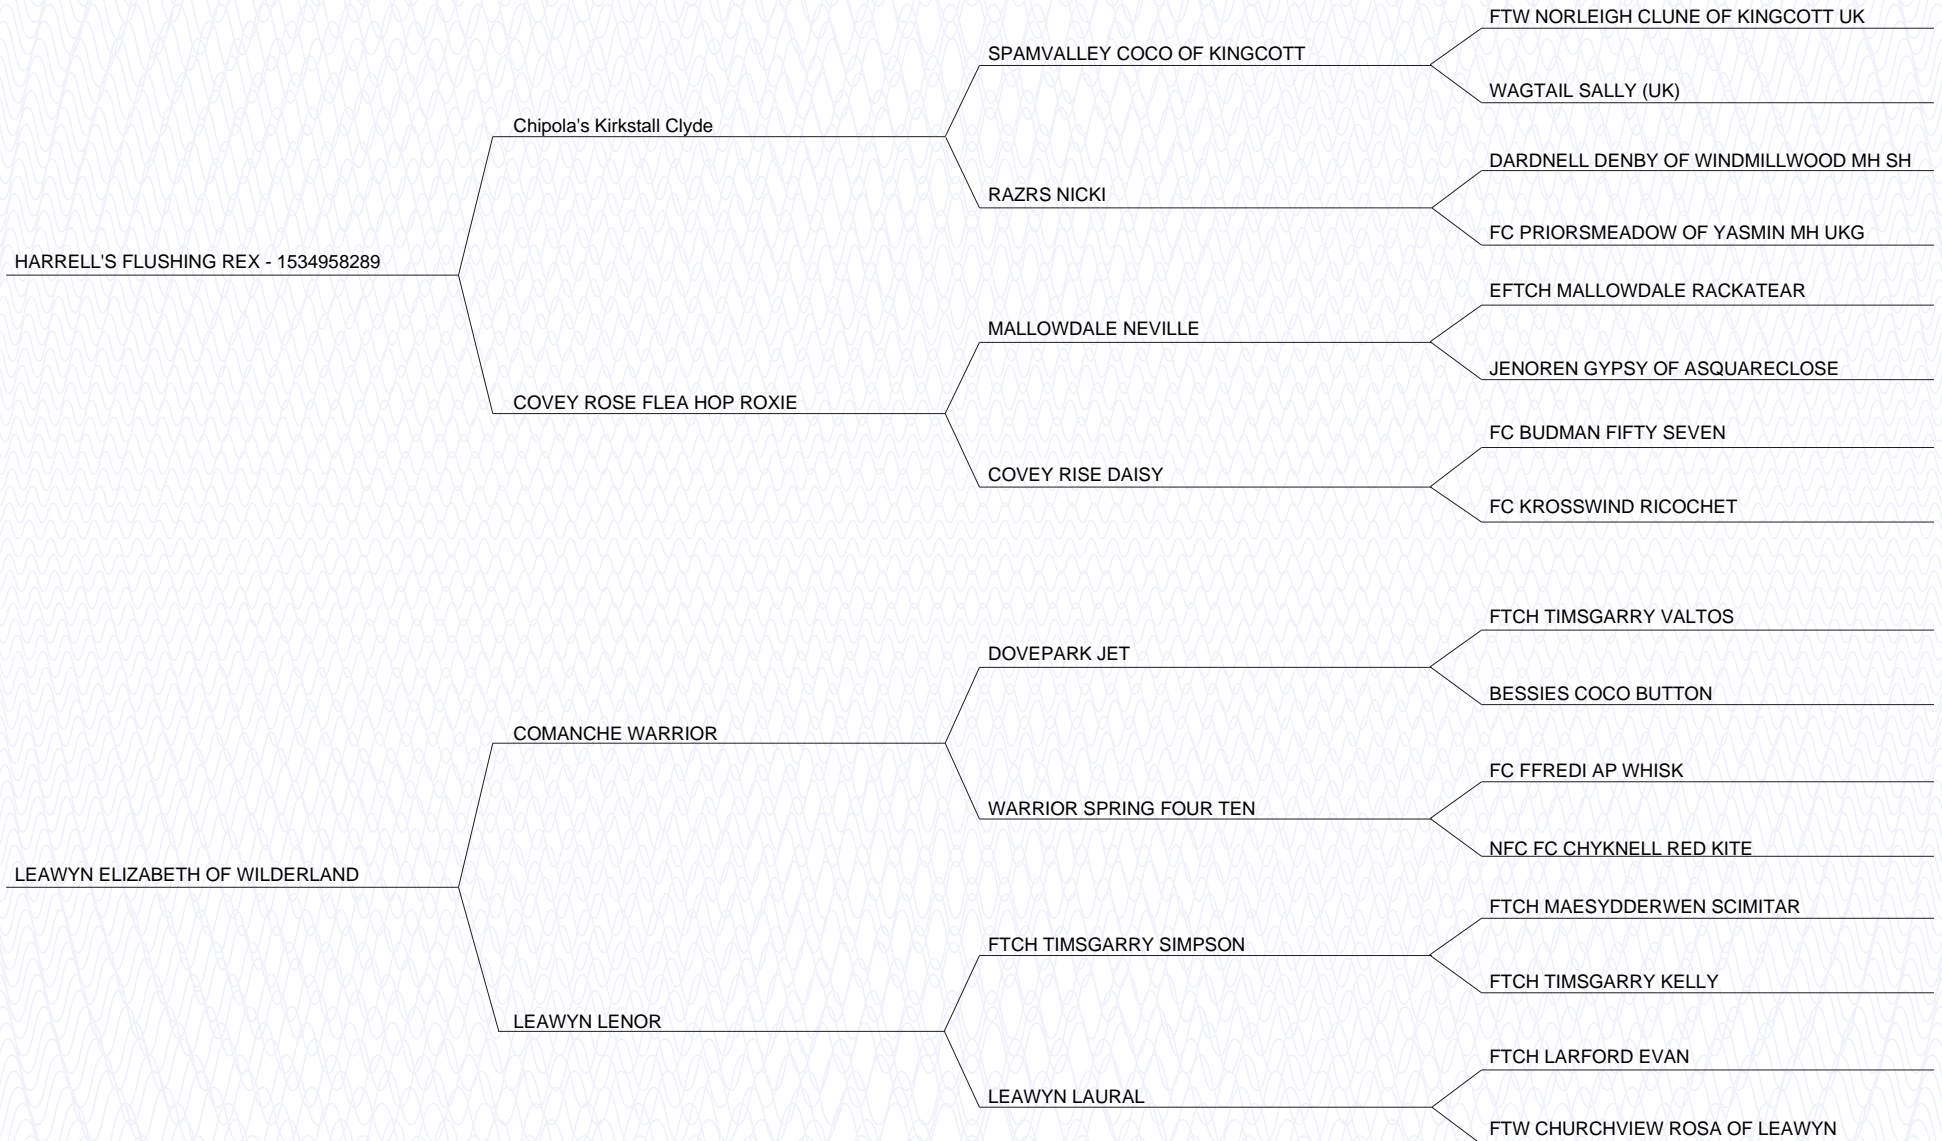 FTW NORLEIGH CLUNE OF KINGCOTT UK
SPAMVALLEY COCO OF KINGCOTT
WAGTAIL SALLY (UK)
Chipola's Kirkstall Clyde
DARDNELL DENBY OF WINDMILLWOOD MH SH
RAZRS NICKI
FC PRIORSMEADOW OF YASMIN MH UKG
HARRELL'S FLUSHING REX - 1534958289
EFTCH MALLOWDALE RACKATEAR
MALLOWDALE NEVILLE
JENOREN GYPSY OF ASQUARECLOSE
COVEY ROSE FLEA HOP ROXIE
FC BUDMAN FIFTY SEVEN
COVEY RISE DAISY
FC KROSSWIND RICOCHET
FTCH TIMSGARRY VALTOS
DOVEPARK JET
BESSIES COCO BUTTON
COMANCHE WARRIOR
FC FFREDI AP WHISK
WARRIOR SPRING FOUR TEN
NFC FC CHYKNELL RED KITE
LEAWYN ELIZABETH OF WILDERLAND
FTCH MAESYDDERWEN SCIMITAR
FTCH TIMSGARRY SIMPSON
FTCH TIMSGARRY KELLY
LEAWYN LENOR
FTCH LARFORD EVAN
LEAWYN LAURAL
FTW CHURCHVIEW ROSA OF LEAWYN